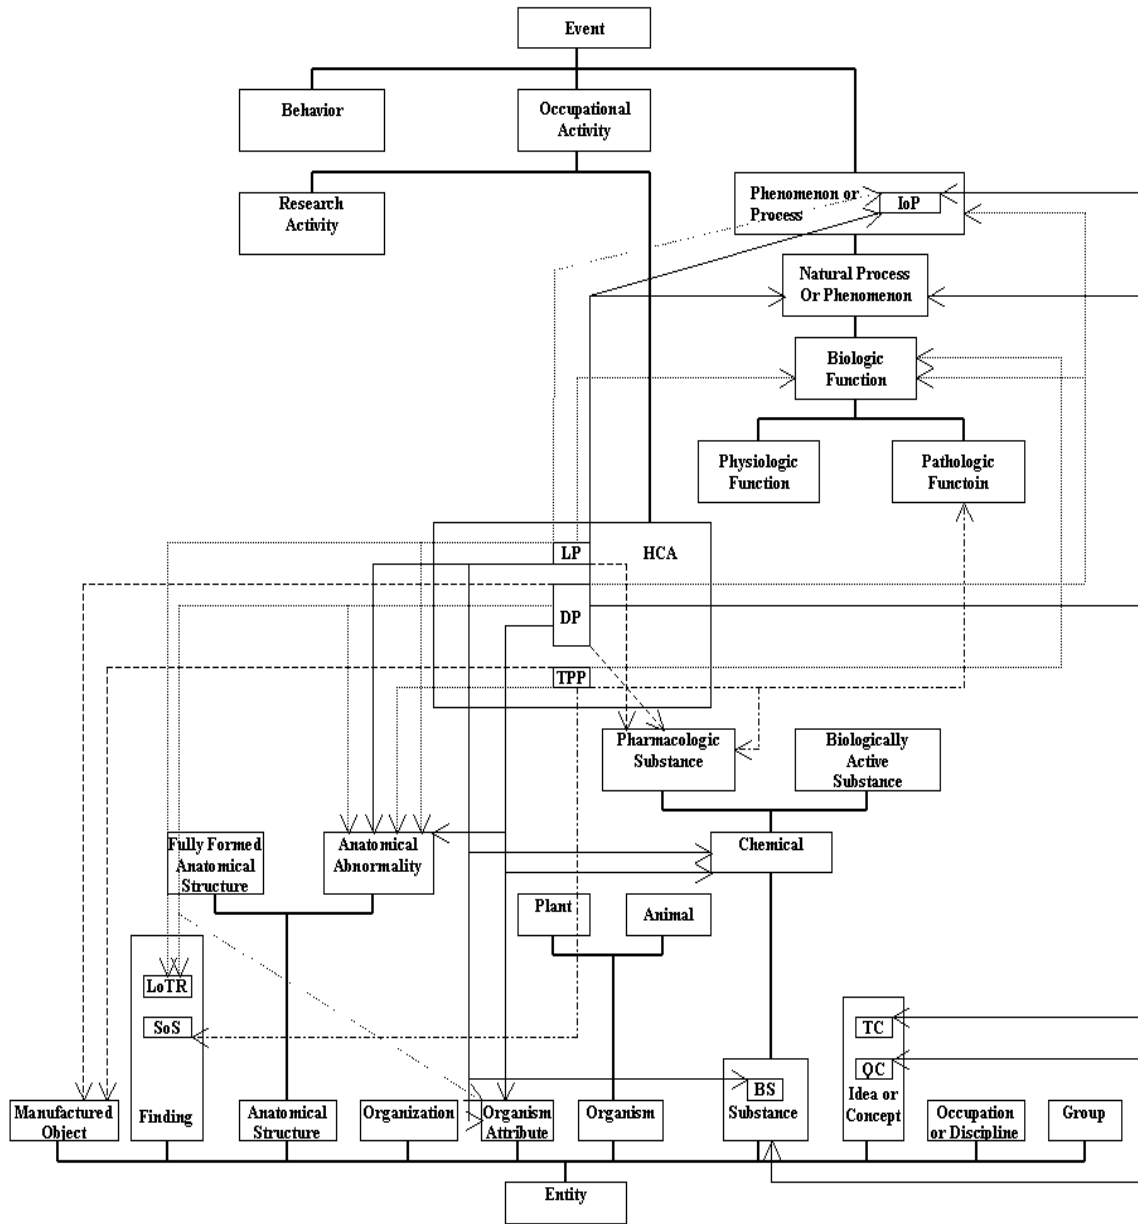 Event
Behavior
Occupational
Activity
Research
Activity
Phenomenon or
Process
IoP
Natural Process
Or Phenomenon
Biologic
Function
Physiologic
Function
Pathologic
Functoin
LP
HCA
DP
TPP
Pharmacologic
Substance
Biologically
Active
Substance
Fully Formed
Anatomical
Structure
Anatomical
Abnormality
Chemical
Plant
Animal
LoTR
SoS
TC
QC
BS
Manufactured
Object
Finding
Anatomical
Structure
Organization
Organism
Attribute
Organism
Substance
Idea or
Concept
Occupation
or Discipline
Group
Entity